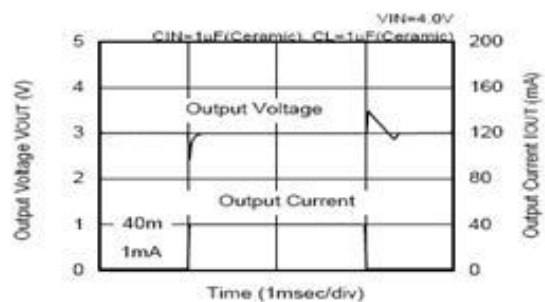 VIN=4.0V
CIN=1uF(Ceramic), CL=1uF(Ceramic)
5
4
3
2
1
0
Output Voltage VOUT (V)
Output Voltage
Output Current
40m
1mA
200
160
120
80
40
0
Output Current IOUT (mA)
Time (1msec/div)